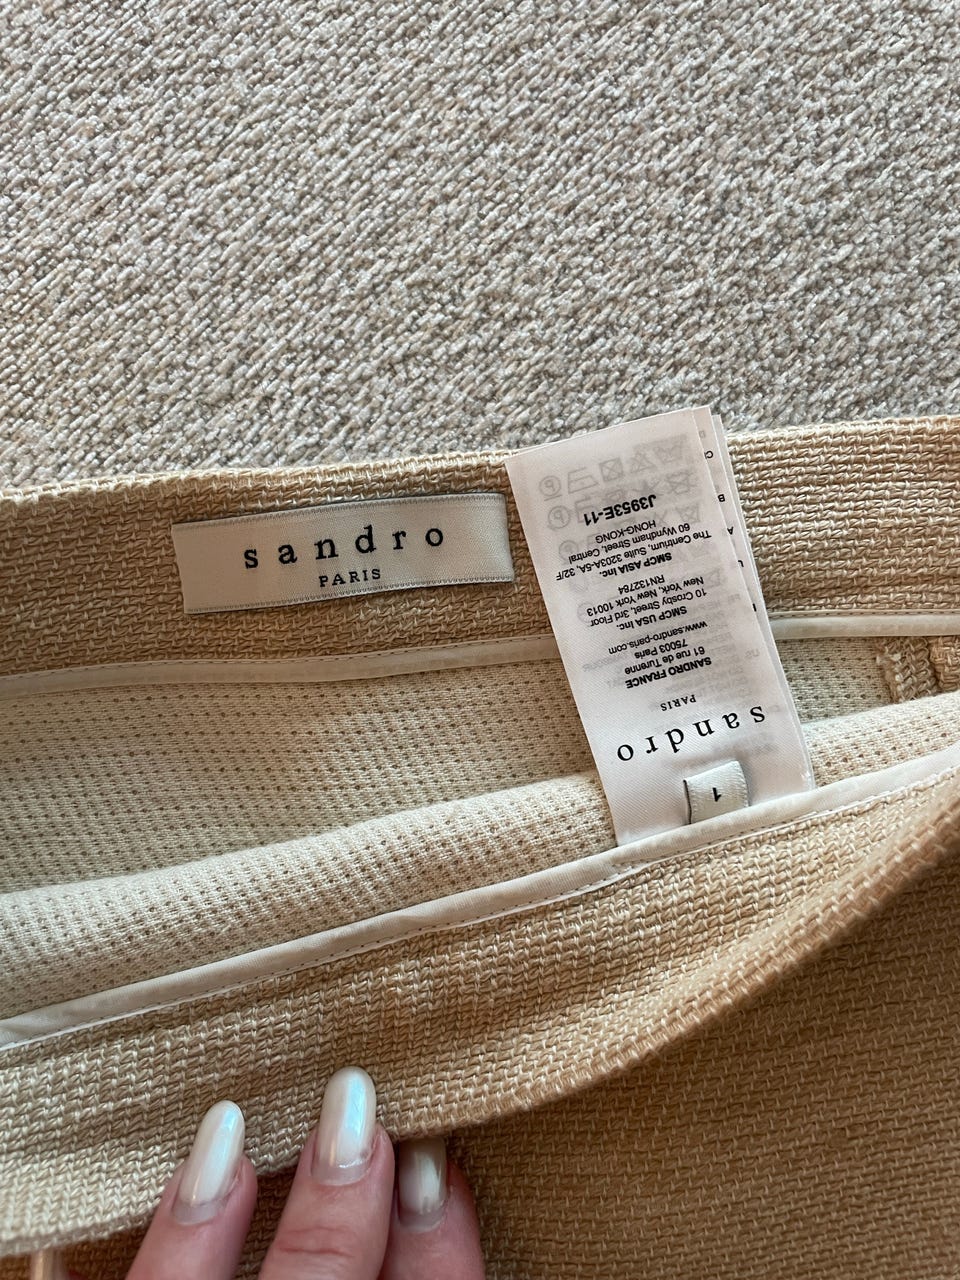 sandro
PARIS
1
sandro
PARIS
SANDRO FRANCE
61 rue de Turenne
75003 Paris
www.sandro-paris.com
SMCP USA Inc.
10 Crosby Street, 3rd Floor
New York, New York 10013
RN132784
SMCP ASIA Inc.
The Centrium, Suite 3203A-5A, 32/F
60 Wyndham Street, Central
HONG-KONG
J3953E-11